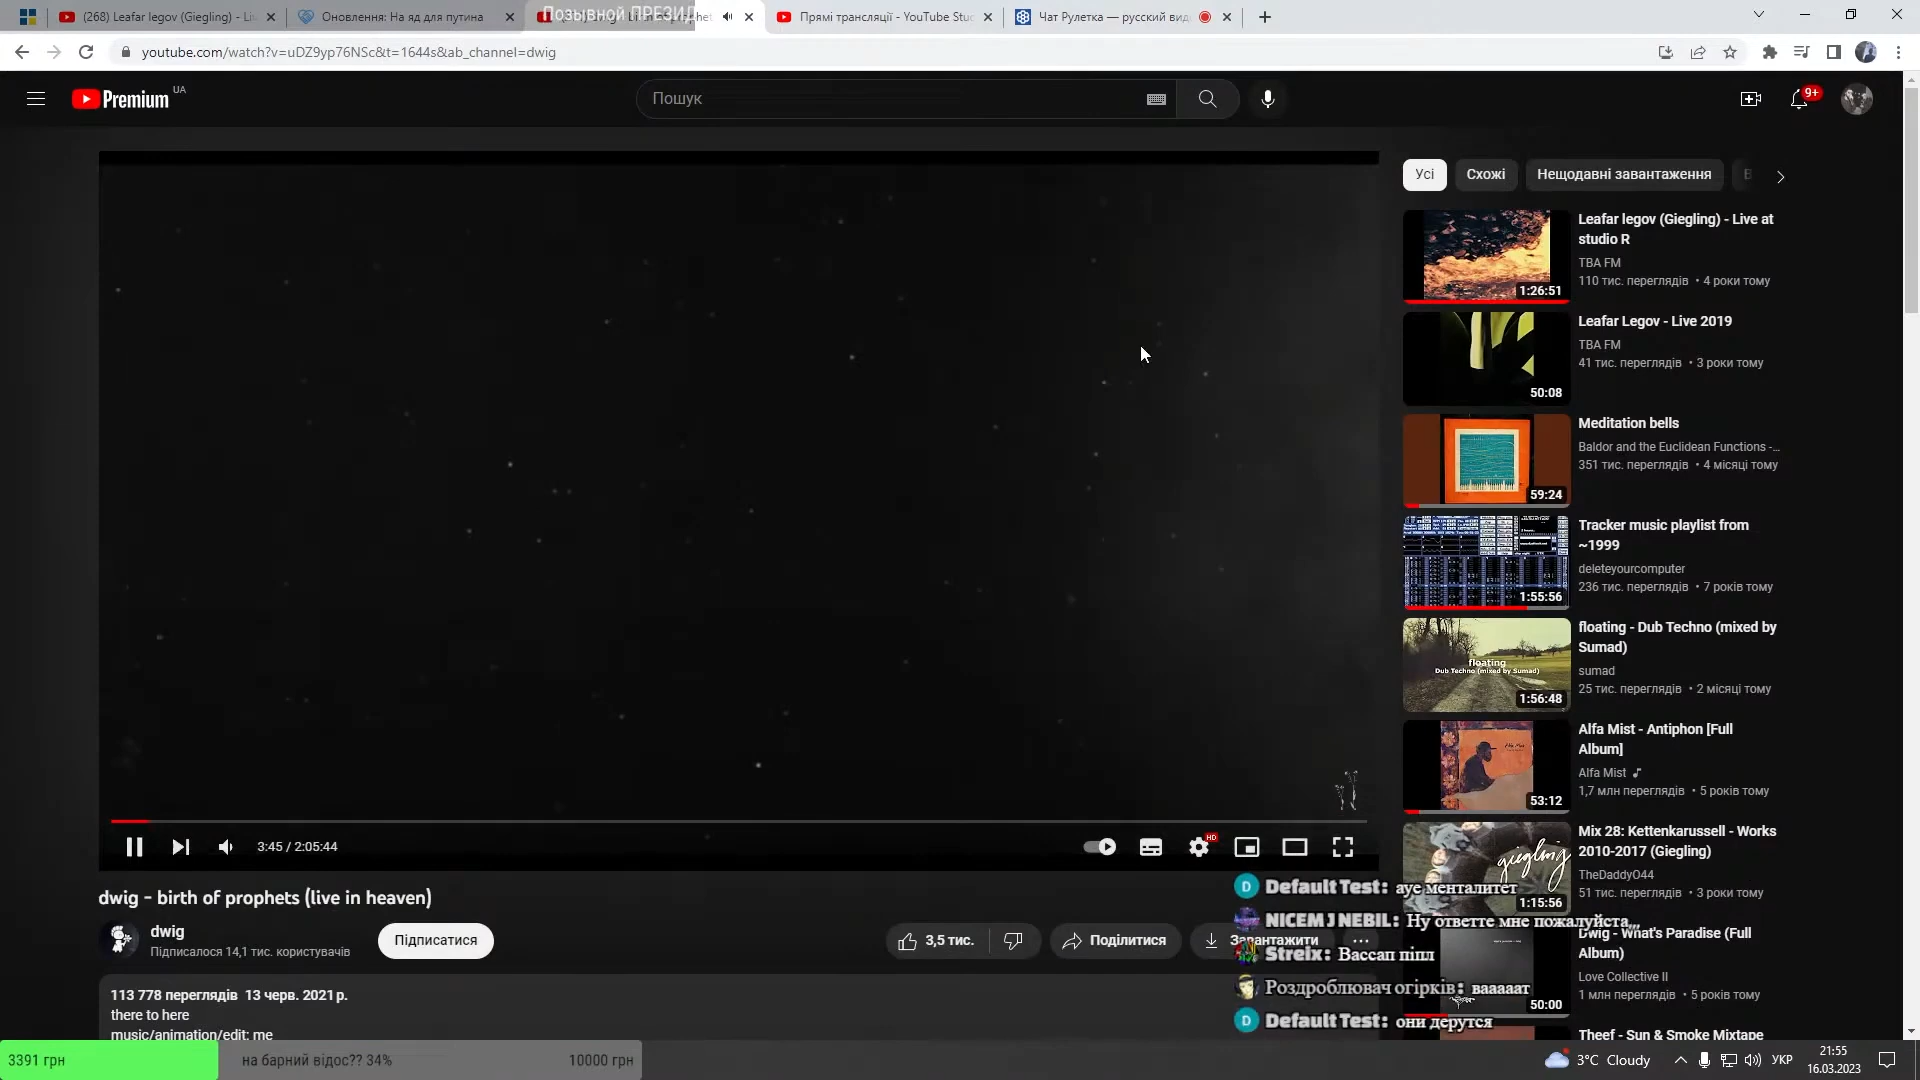 (268) Leafar legov (Giegling) - Li
Оновлення: На яд для путина
Позывной ПРЕЗИД
Прямі трансляції - YouTube Stu
Чат Рулетка — русский вид
youtube.com/watch?v=uDZ9yp76NSc&t=1644s&ab_channel=dwig
Premium UA
Пошук
9+
Усі
Схожі
Нещодавні завантаження
Leafar legov (Giegling) - Live at
studio R
TBA FM
110 тис. переглядів • 4 роки тому
1:26:51
Leafar Legov - Live 2019
TBA FM
41 тис. переглядів • 3 роки тому
50:08
Meditation bells
Baldor and the Euclidean Functions -...
351 тис. переглядів • 4 місяці тому
59:24
Tracker music playlist from
~1999
deleteyourcomputer
236 тис. переглядів • 7 років тому
1:55:56
floating - Dub Techno (mixed by
Sumad)
sumad
25 тис. переглядів • 2 місяці тому
floating
Dub Techno (mixed by Sumad)
1:56:48
Alfa Mist - Antiphon [Full
Album]
Alfa Mist
1,7 млн переглядів • 5 років тому
53:12
Mix 28: Kettenkarussell - Works
2010-2017 (Giegling)
TheDaddyO44
51 тис. переглядів • 3 роки тому
giegling
1:15:56
Dwig - What's Paradise (Full
Album)
Love Collective II
1 млн переглядів • 5 років тому
50:00
Theef - Sun & Smoke Mixtape
3:45 / 2:05:44
HD
dwig - birth of prophets (live in heaven)
dwig
Підписалося 14,1 тис. користувачів
Підписатися
3,5 тис.
Поділитися
Завантажити
113 778 переглядів 13 черв. 2021 р.
there to here
music/animation/edit: me
D Default Test: ауе менталитет
NICEM J NEBIL: Ну ответте мне пожалуйста,,,
Streix: Вассап піпл
Роздроблювач огірків: вааааат
D Default Test: они дерутся
3391 грн
на барний відос?? 34%
10000 грн
3°C Cloudy
УКР
21:55
16.03.2023